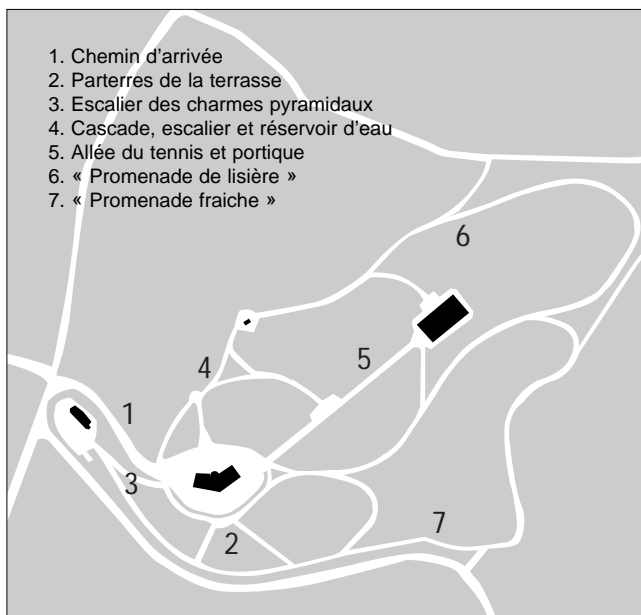 1. Chemin d'arrivée
2. Parterres de la terrasse
3. Escalier des charmes pyramidaux
4. Cascade, escalier et réservoir d'eau
5. Allée du tennis et portique
6. « Promenade de lisière »
7. « Promenade fraiche »
6
5
4
1
3
2
7